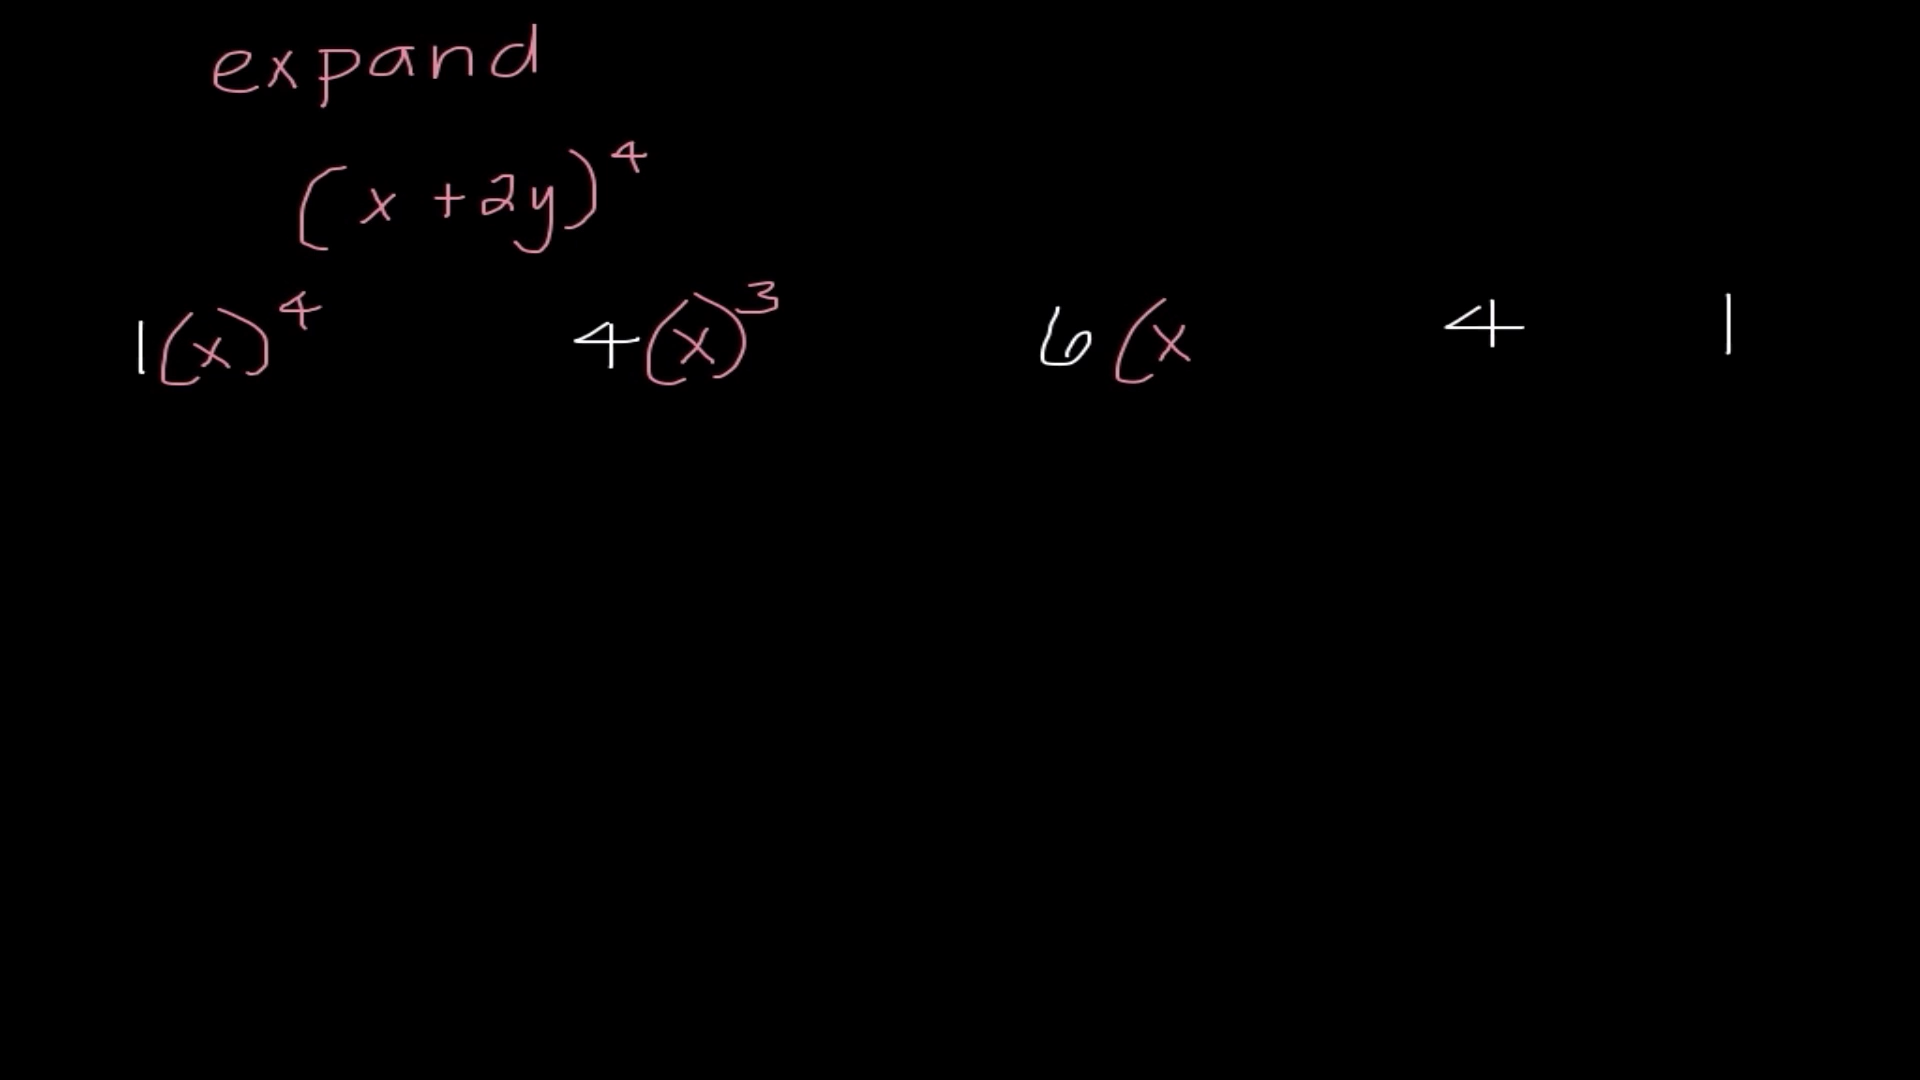 expand
(x + 2y)⁴
1(x)⁴ 4(x)³ 6(x 4 1